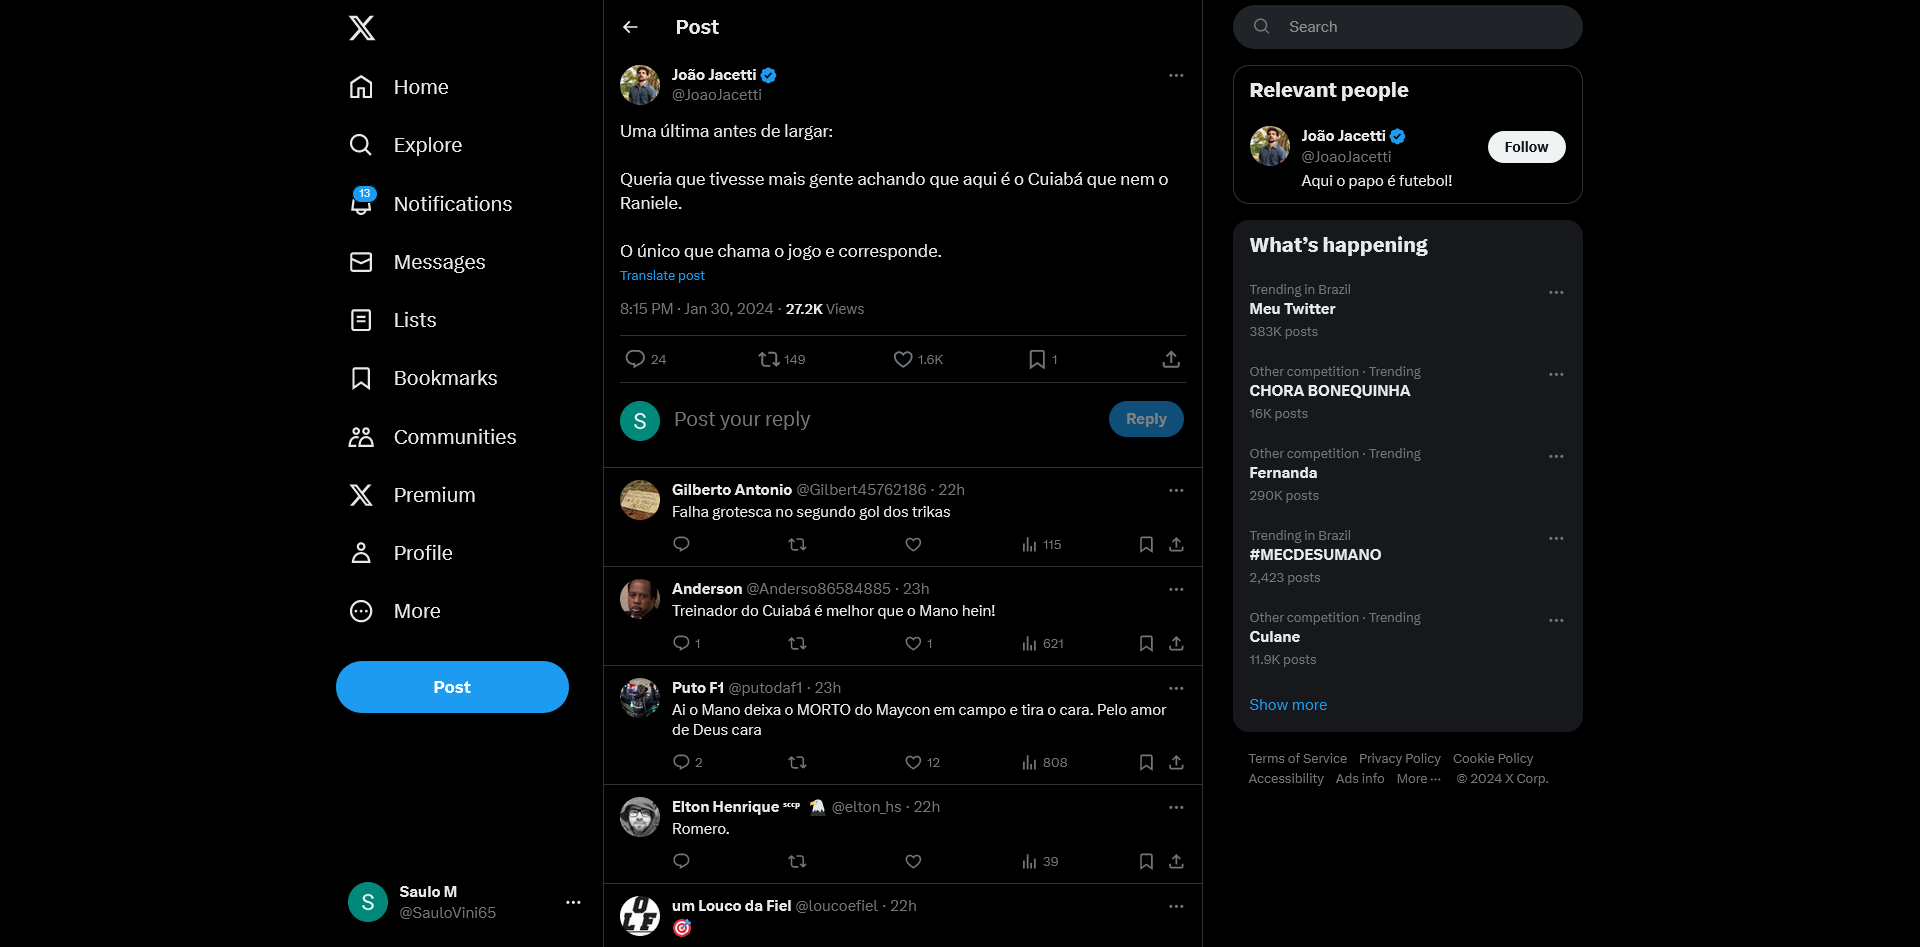 Home
Explore
13
Notifications
Messages
Lists
Bookmarks
Communities
Premium
Profile
More
Post
Saulo M
@SauloVini65
Post
João Jacetti
@JoaoJacetti
Uma última antes de largar:
Queria que tivesse mais gente achando que aqui é o Cuiabá que nem o
Raniele.
O único que chama o jogo e corresponde.
Translate post
8:15 PM · Jan 30, 2024 · 27.2K Views
24 149 1.6K 1
S Post your reply Reply
Gilberto Antonio @Gilbert45762186 · 22h
Falha grotesca no segundo gol dos trikas
115
Anderson @Anderso86584885 · 23h
Treinador do Cuiabá é melhor que o Mano hein!
1 1 621
Puto F1 @putodaf1 · 23h
Ai o Mano deixa o MORTO do Maycon em campo e tira o cara. Pelo amor
de Deus cara
2 12 808
Elton Henrique sccp @elton_hs · 22h
Romero.
39
um Louco da Fiel @loucoefiel · 22h
Search
Relevant people
João Jacetti
@JoaoJacetti
Follow
Aqui o papo é futebol!
What's happening
Trending in Brazil
Meu Twitter
383K posts
Other competition · Trending
CHORA BONEQUINHA
16K posts
Other competition · Trending
Fernanda
290K posts
Trending in Brazil
#MECDESUMANO
2,423 posts
Other competition · Trending
Culane
11.9K posts
Show more
Terms of Service Privacy Policy Cookie Policy
Accessibility Ads info More ··· © 2024 X Corp.